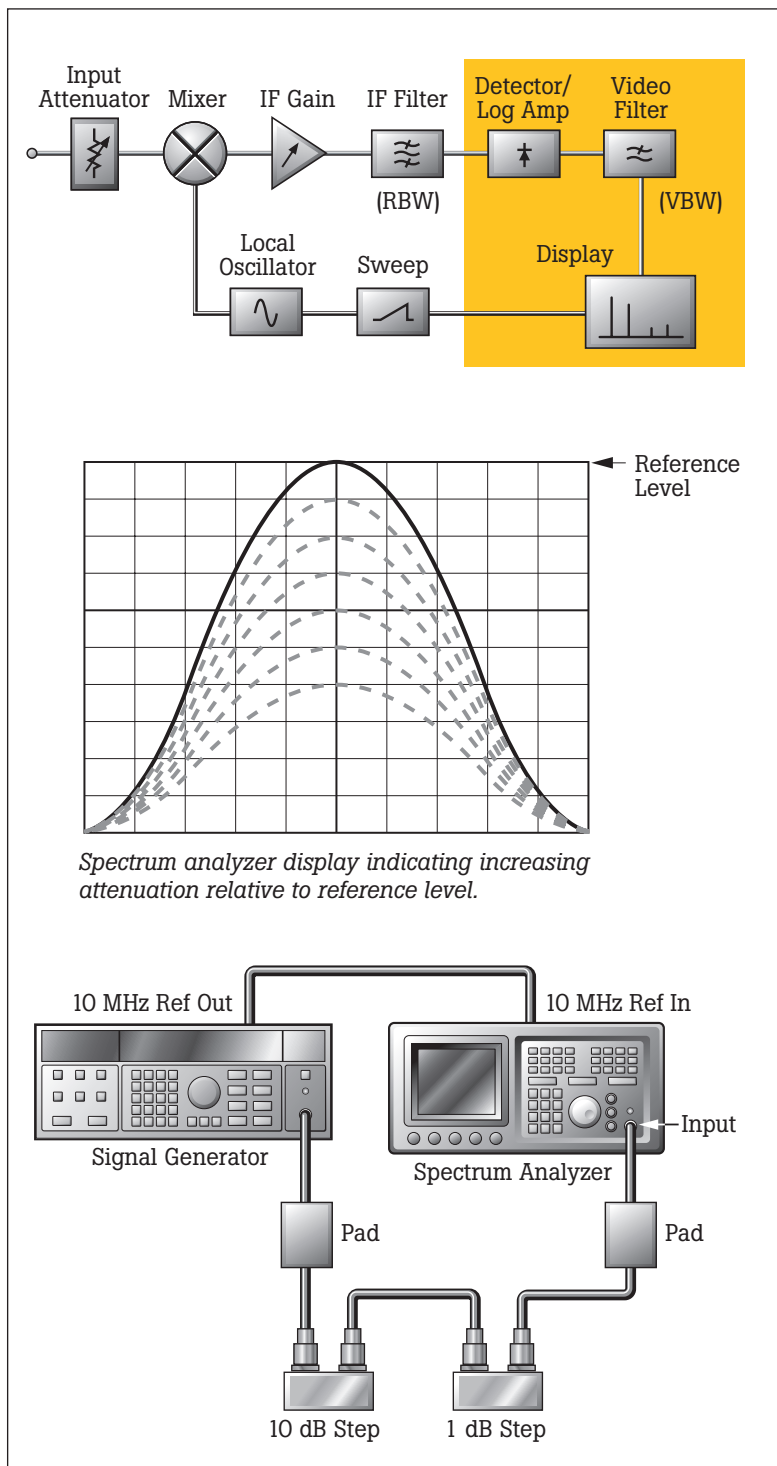 Input
Attenuator
Mixer
IF Gain
IF Filter
(RBW)
Detector/
Log Amp
Video
Filter
(VBW)
Local
Oscillator
Sweep
Display
Reference
Level
Spectrum analyzer display indicating increasing
attenuation relative to reference level.
10 MHz Ref Out
10 MHz Ref In
Signal Generator
Spectrum Analyzer
Input
Pad
Pad
10 dB Step
1 dB Step